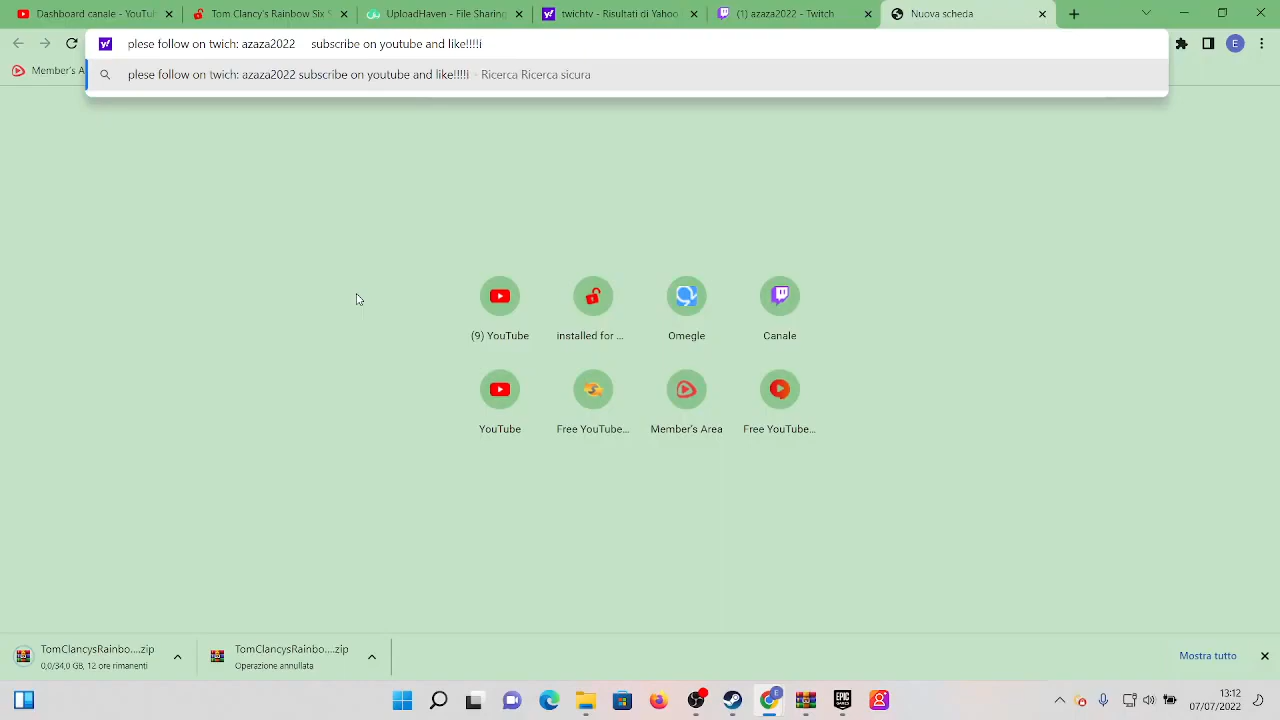 Dashboard canale - YouTu
Tom Clancy's Rainbow Six S
UploadHaven - File Sharing
twichtv - Risultati di Yahoo
(1) azaza2022 - Twitch
Nuova scheda
plese follow on twich: azaza2022    subscribe on youtube and like!!!!i
E
Member's A
plese follow on twich: azaza2022 subscribe on youtube and like!!!!i - Ricerca Ricerca sicura
(9) YouTube
installed for ...
Omegle
Canale
YouTube
Free YouTube...
Member's Area
Free YouTube...
TomClancysRainbo....zip
0,0/34,0 GB, 12 ore rimanenti
TomClancysRainbo....zip
Operazione annullata
Mostra tutto
13:12
07/07/2022